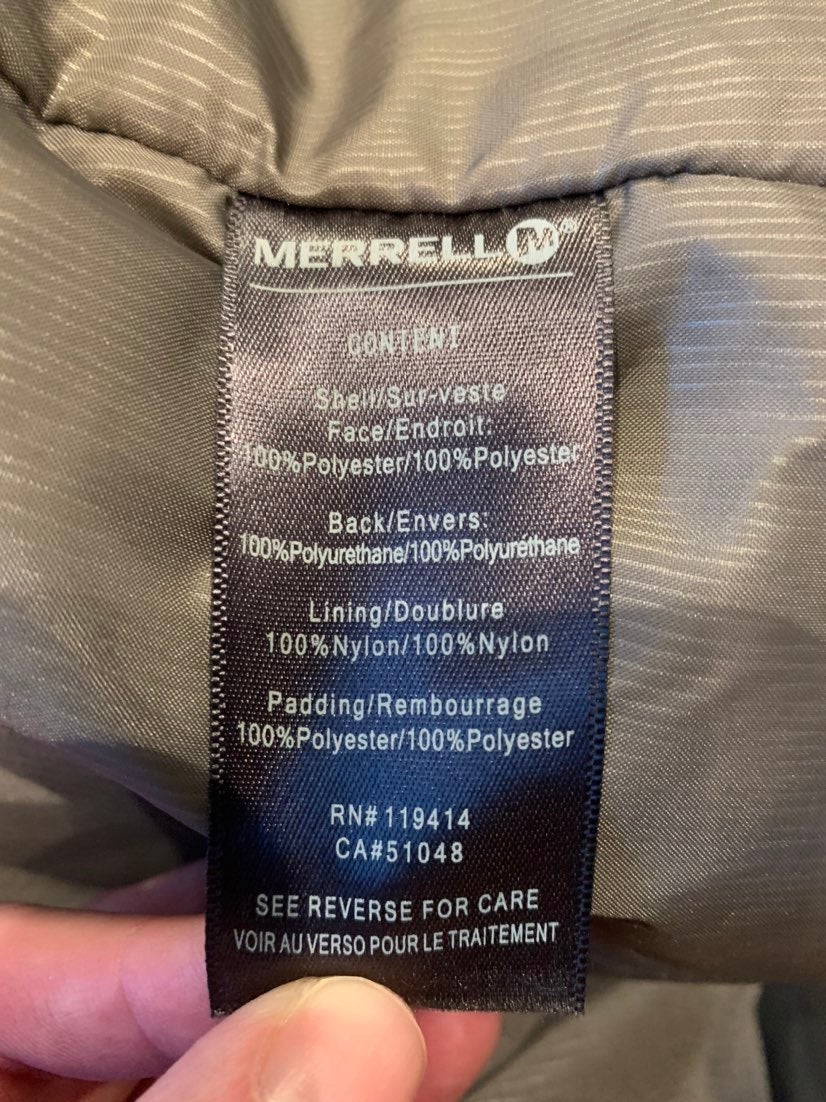 MERRELL M®
CONTENT
Shell/Sur-veste
Face/Endroit:
100%Polyester/100%Polyester
Back/Envers:
100%Polyurethane/100%Polyuréthane
Lining/Doublure
100%Nylon/100%Nylon
Padding/Rembourrage
100%Polyester/100%Polyester
RN# 119414
CA#51048
SEE REVERSE FOR CARE
VOIR AU VERSO POUR LE TRAITEMENT